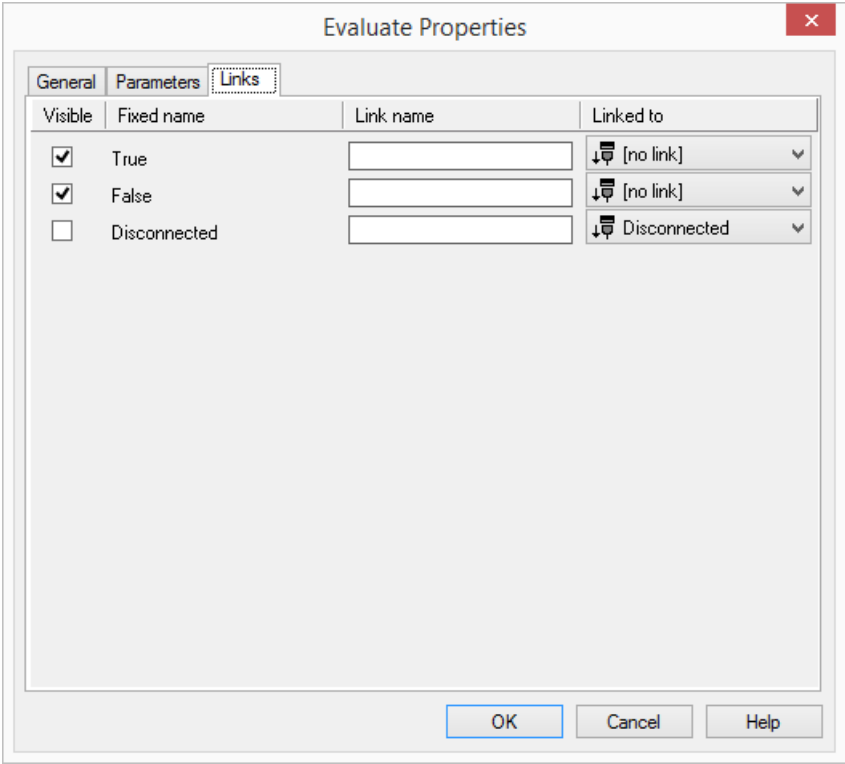 Evaluate Properties
General Parameters Links
Visible Fixed name Link name Linked to
True [no link]
False [no link]
Disconnected Disconnected
OK Cancel Help